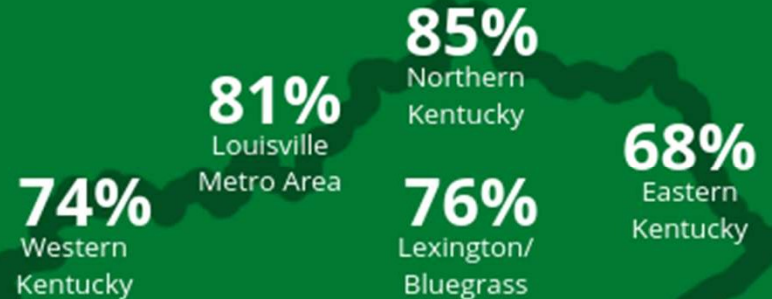 85%
Northern
Kentucky
81%
Louisville
Metro Area
68%
Eastern
Kentucky
74%
Western
Kentucky
76%
Lexington/
Bluegrass